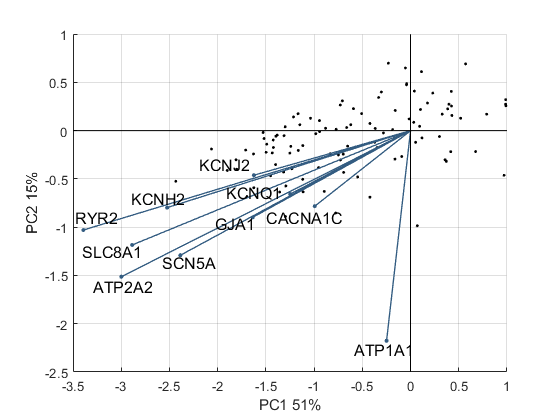 1
0.5
0
-0.5
-1
-1.5
-2
-2.5
PC2 15%
KCNJ2
KCNH2
KCNQ1
RYR2
GJA1
CACNA1C
SLC8A1
SCN5A
ATP2A2
ATP1A1
-3.5 -3 -2.5 -2 -1.5 -1 -0.5 0 0.5 1
PC1 51%